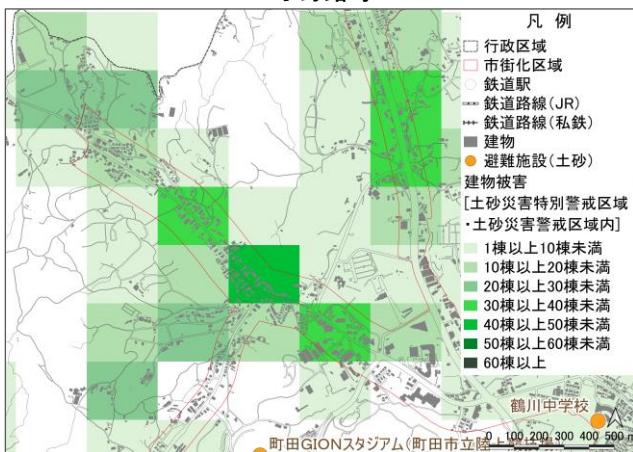 凡 例
行政区域
市街化区域
鉄道駅
鉄道路線(JR)
鉄道路線(私鉄)
建物
避難施設(土砂)
建物被害
[土砂災害特別警戒区域
・土砂災害警戒区域内]
1棟以上10棟未満
10棟以上20棟未満
20棟以上30棟未満
30棟以上40棟未満
40棟以上50棟未満
50棟以上60棟未満
60棟以上
鶴川中学校
町田GIONスタジアム(町田市立陸上
0 100 200 300 400 500 m